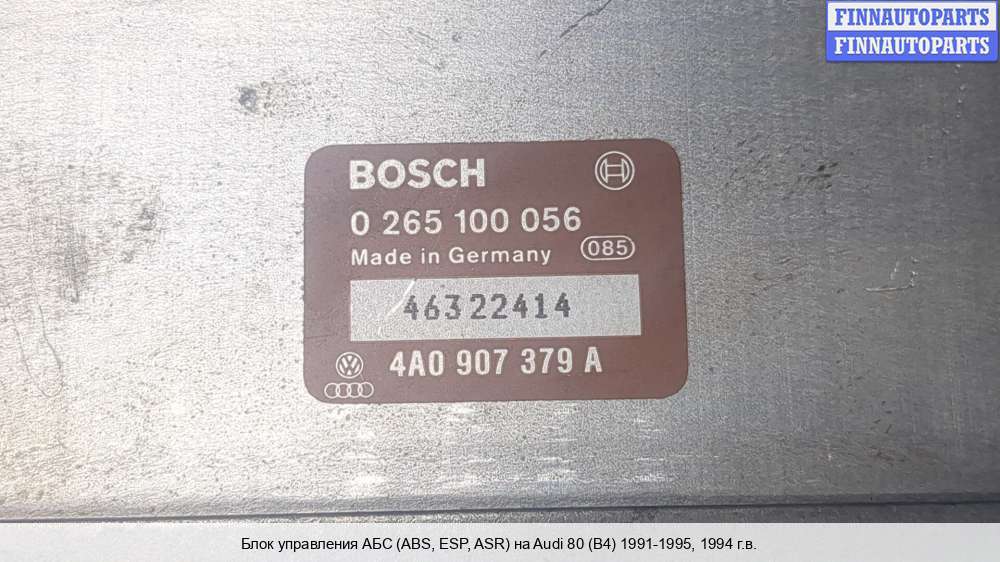 FINNAUTOPARTS
FINNAUTOPARTS
BOSCH
0 265 100 056
Made in Germany 085
46322414
4A0 907 379 A
Блок управления АБС (ABS, ESP, ASR) на Audi 80 (B4) 1991-1995, 1994 г.в.